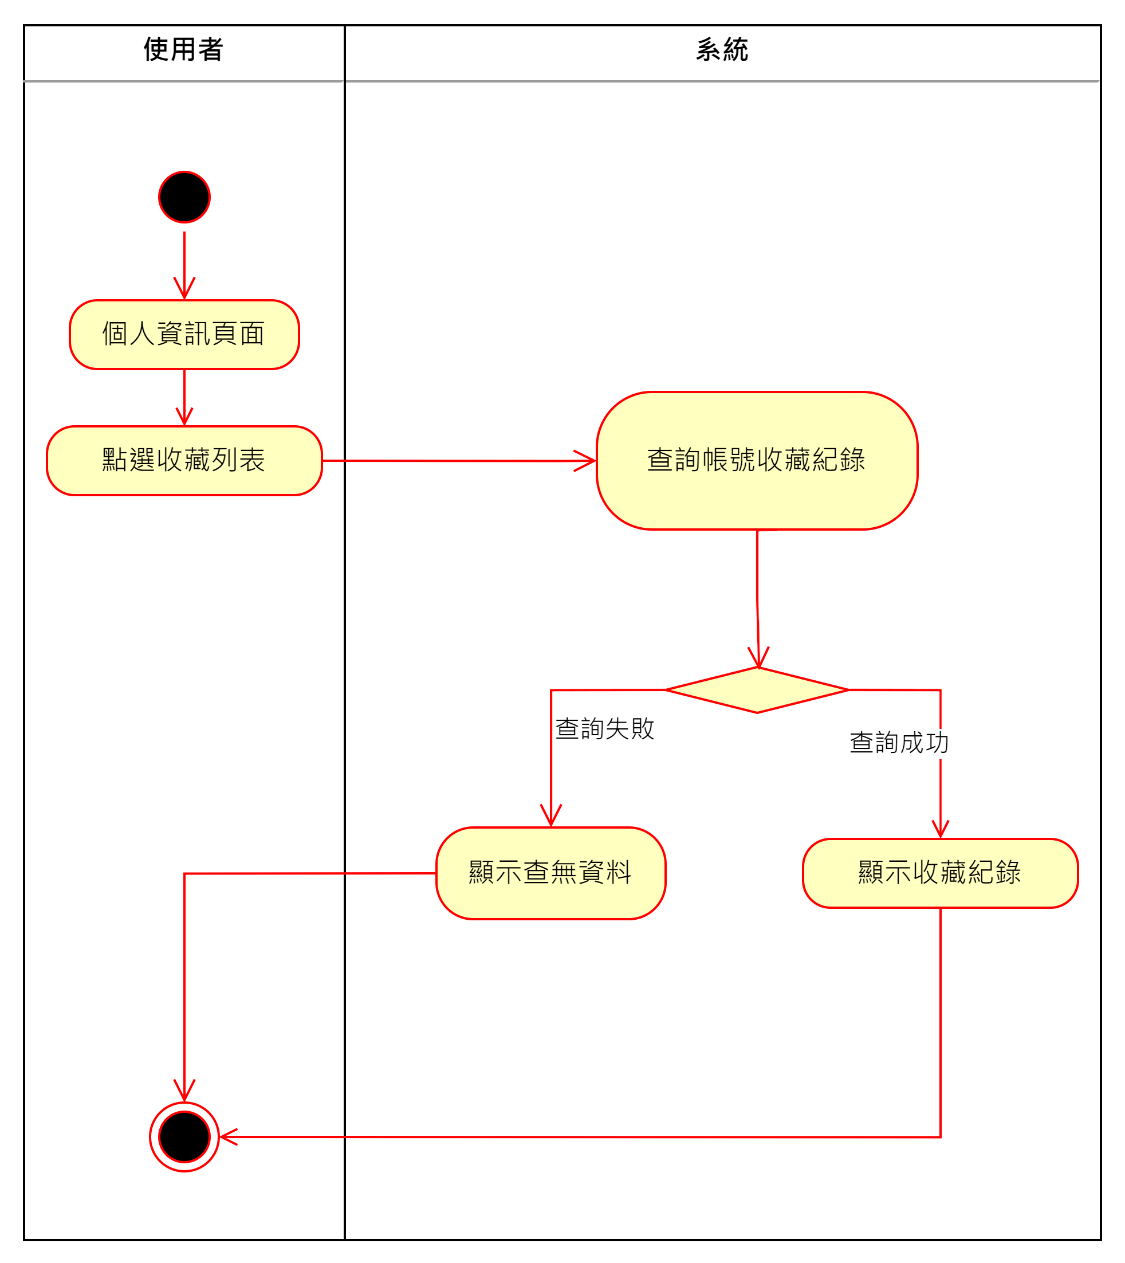 使用者
系統
個人資訊頁面
點選收藏列表
查詢帳號收藏紀錄
查詢失敗
查詢成功
顯示查無資料
顯示收藏紀錄